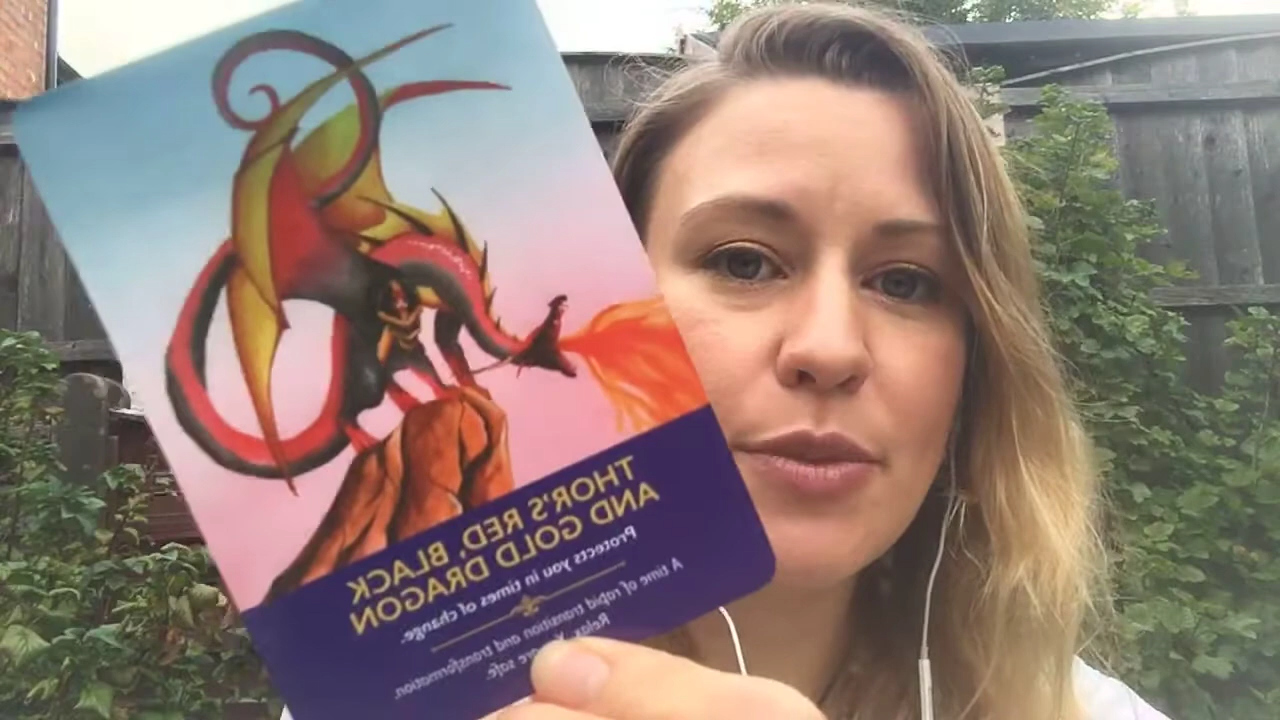 THOR'S RED, BLACK
AND GOLD DRAGON
Protects you in times of change.
A time of rapid transition and transformation.
Relax. are safe.